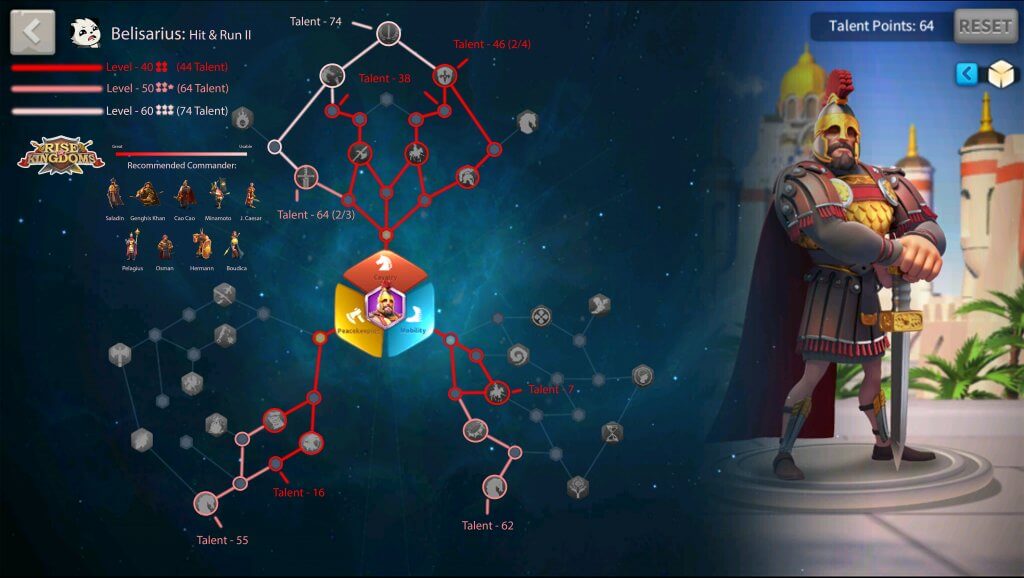 Belisarius: Hit & Run II
Talent - 74
Talent Points: 64
RESET
Talent - 46 (2/4)
Level - 40 (44 Talent)
Level - 50 (64 Talent)
Level - 60 (74 Talent)
Talent - 38
RISE OF KINGDOMS
Great
Usable
Recommended Commander:
Saladin
Genghis Khan
Cao Cao
Minamoto
J. Caesar
Talent - 64 (2/3)
Pelagius
Osman
Hermann
Boudica
Cavalry
Peacekeeping
Mobility
Talent - 7
Talent - 16
Talent - 62
Talent - 55